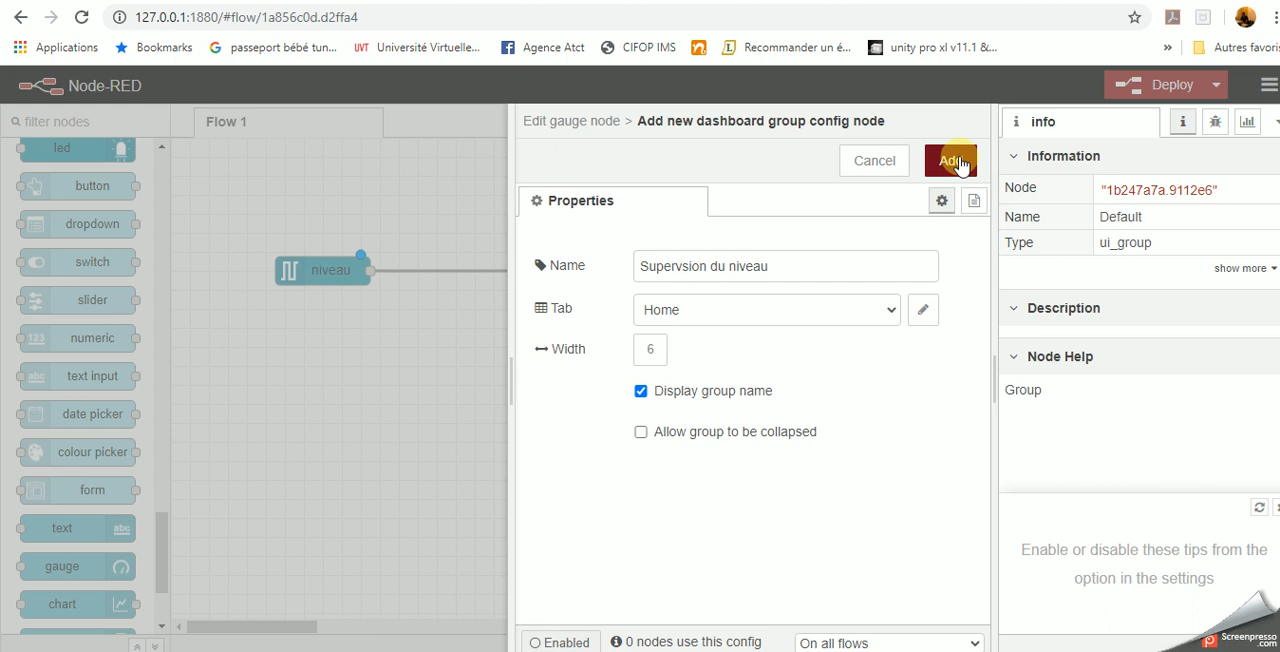 127.0.0.1:1880/#flow/1a856c0d.d2ffa4
Applications Bookmarks passeport bébé tun... UVT Université Virtuelle... Agence Atct CIFOP IMS Recommander un é... unity pro xl v11.1 &... » Autres favoris
Node-RED Deploy
filter nodes Flow 1
Edit gauge node > Add new dashboard group config node
i info
Cancel Add
Properties
led
button
dropdown
switch
slider
123 numeric
abc text input
date picker
colour picker
form
text abc
gauge
chart
niveau
Name Supervsion du niveau
Tab Home
Width 6
Display group name
Allow group to be collapsed
Enabled 0 nodes use this config On all flows
Information
Node "1b247a7a.9112e6"
Name Default
Type ui_group
show more
Description
Node Help
Group
Enable or disable these tips from the
option in the settings
Screenpresso
.com